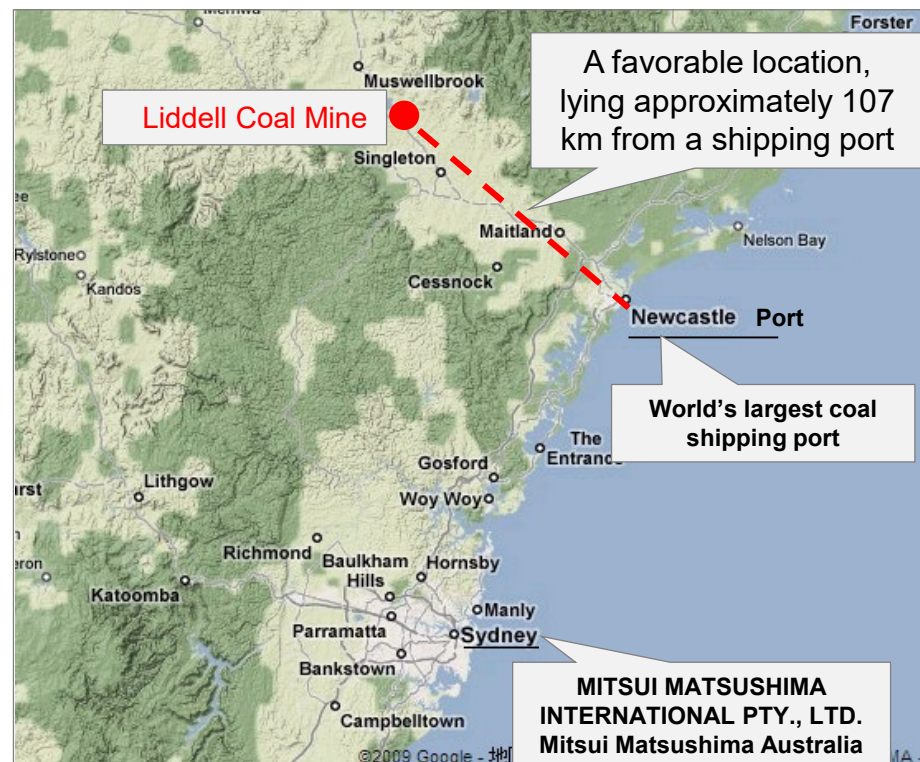 Forster
Muswellbrook
A favorable location,
lying approximately 107
km from a shipping port
Liddell Coal Mine
Singleton
Maitland
Nelson Bay
Rylstone
Kandos
Cessnock
Newcastle Port
World's largest coal
shipping port
The
Entrance
Gosford
Lithgow
Woy Woy
Richmond
Baulkham
Hills
Hornsby
Katoomba
Manly
Parramatta
Sydney
Bankstown
MITSUI MATSUSHIMA
INTERNATIONAL PTY., LTD.
Mitsui Matsushima Australia
Campbelltown
©2009 Google - 地